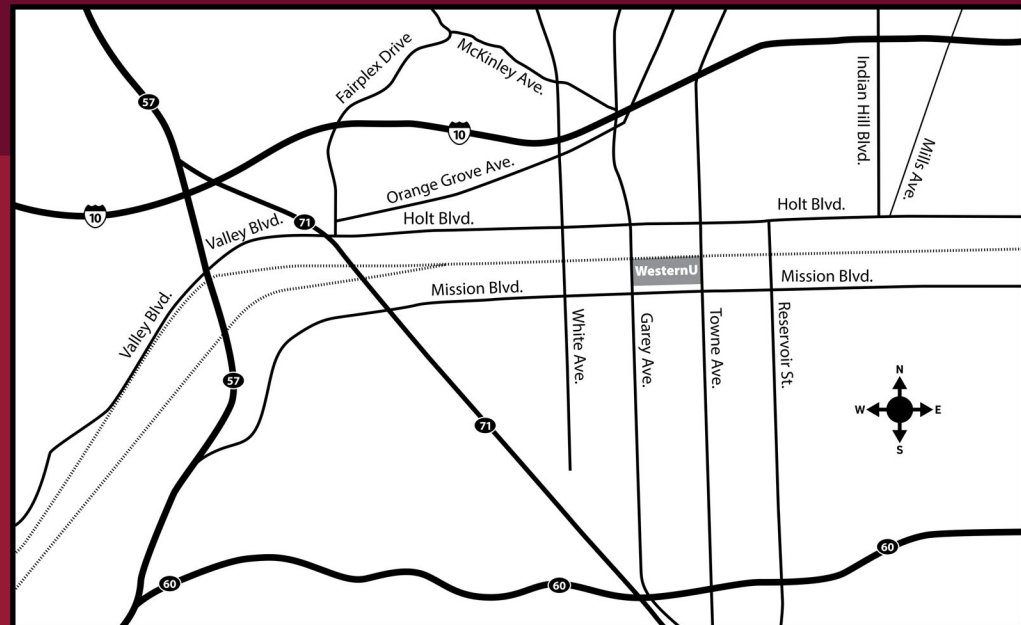 57
Fairplex Drive
McKinley Ave.
10
Indian Hill Blvd.
Mills Ave.
Orange Grove Ave.
10
71
Valley Blvd.
Holt Blvd.
Holt Blvd.
WesternU
Mission Blvd.
Mission Blvd.
Valley Blvd.
White Ave.
Garey Ave.
Towne Ave.
Reservoir St.
57
71
N
W
E
S
60
60
60